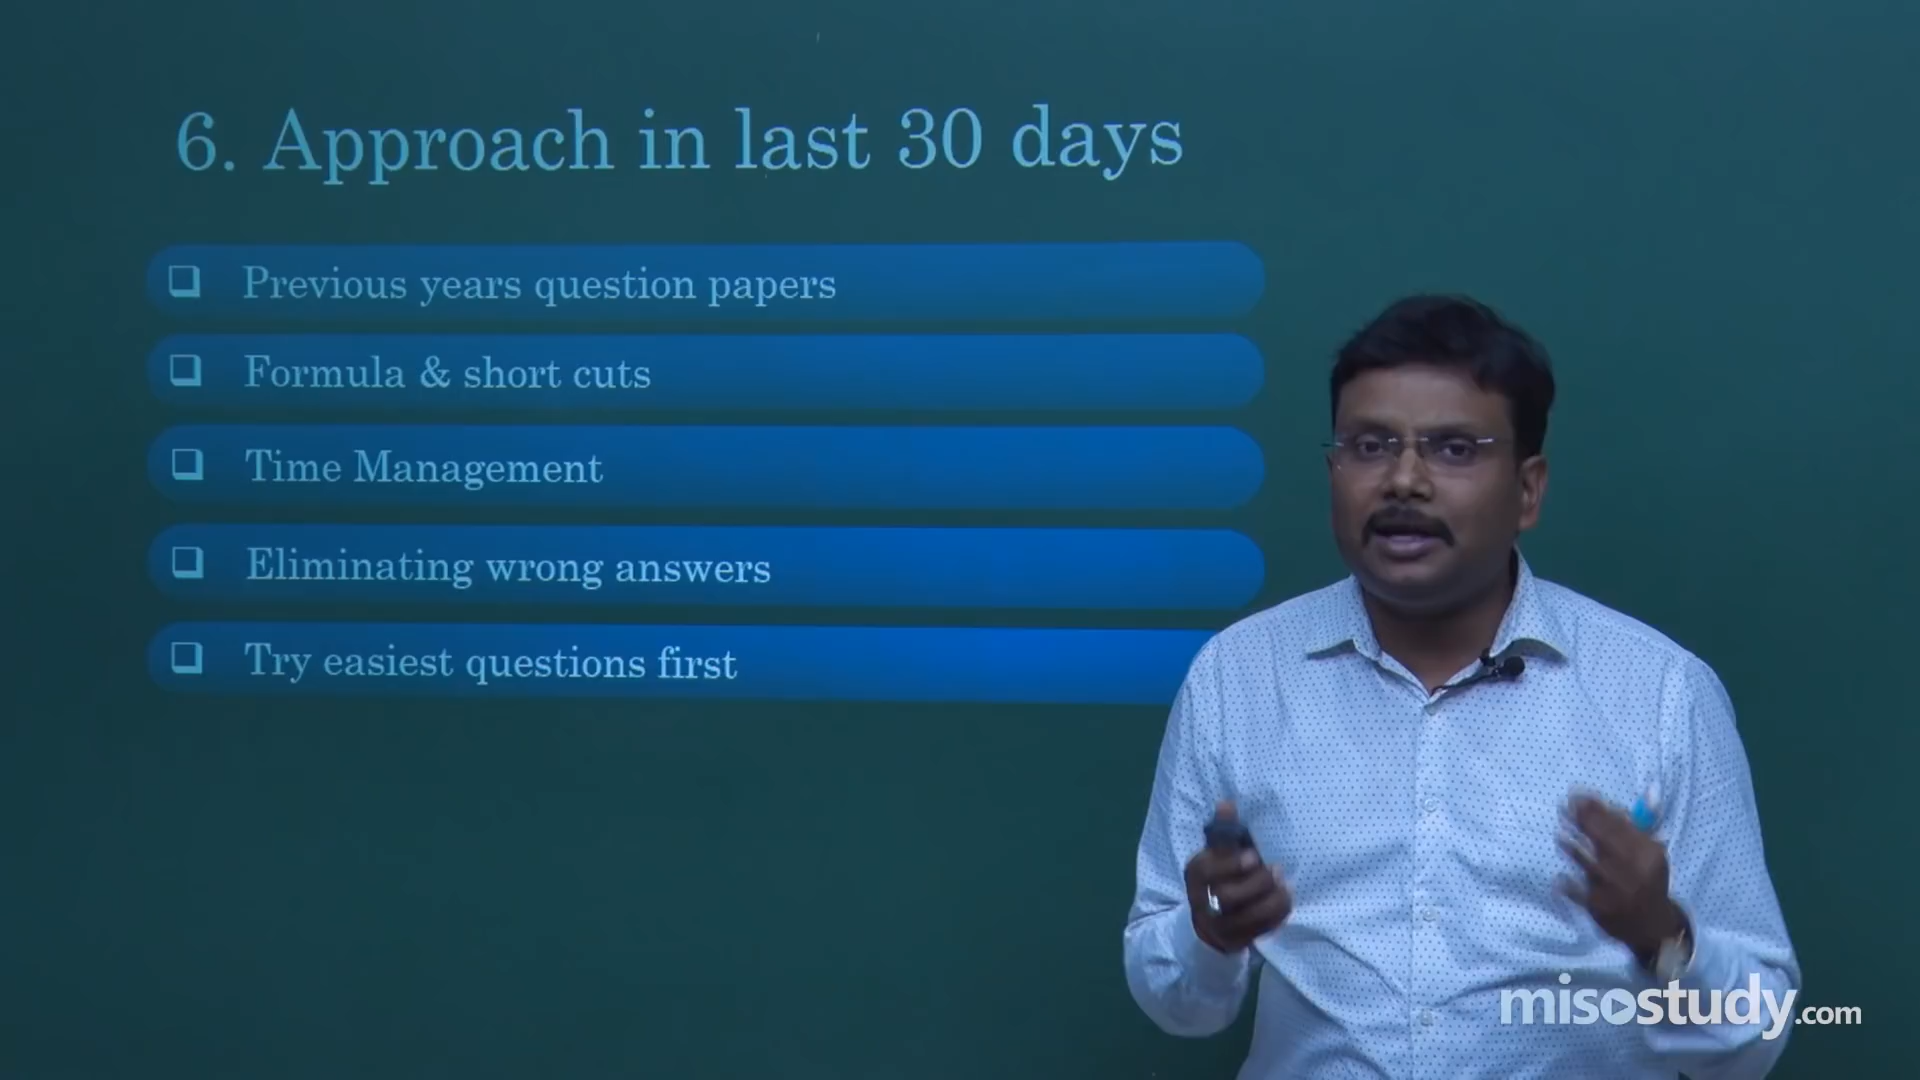 6. Approach in last 30 days
❑ Previous years question papers
❑ Formula & short cuts
❑ Time Management
❑ Eliminating wrong answers
❑ Try easiest questions first
misostudy.com